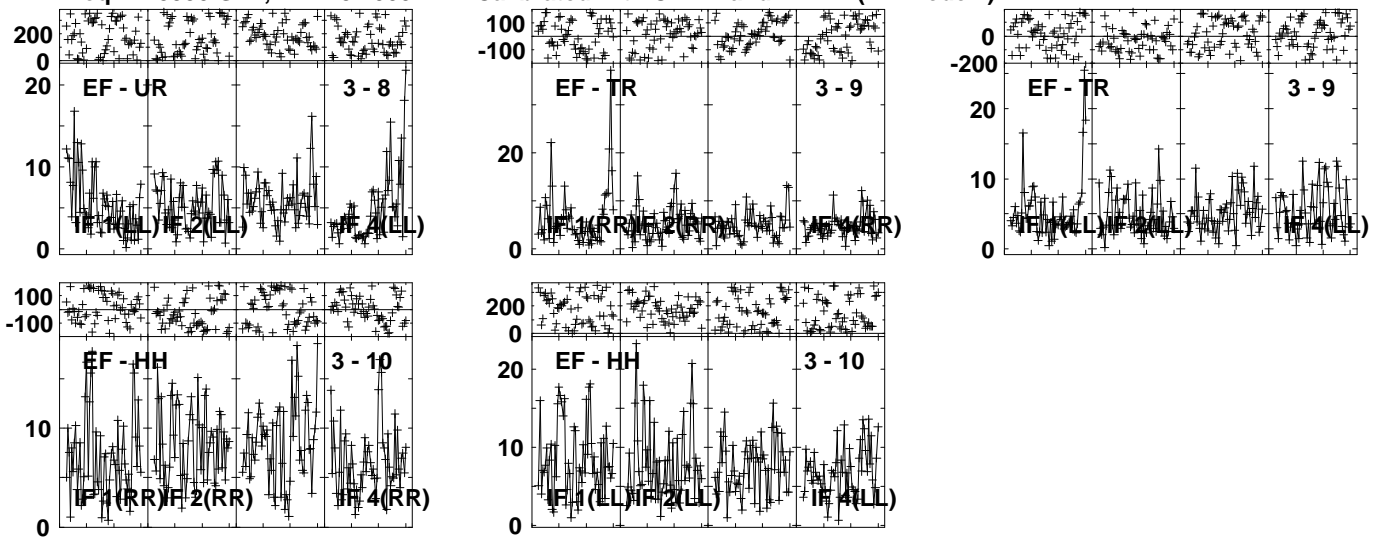 200
0
20
10
0
EF - UR
3 - 8
IF 1(LL)
IF 2(LL)
IF 4(LL)
100
-100
20
0
EF - TR
3 - 9
IF 1(RR)
IF 2(RR)
IF 4(RR)
0
-200
20
10
0
EF - TR
3 - 9
IF 1(LL)
IF 2(LL)
IF 4(LL)
100
-100
10
0
EF - HH
3 - 10
IF 1(RR)
IF 2(RR)
IF 4(RR)
200
0
20
10
0
EF - HH
3 - 10
IF 1(LL)
IF 2(LL)
IF 4(LL)